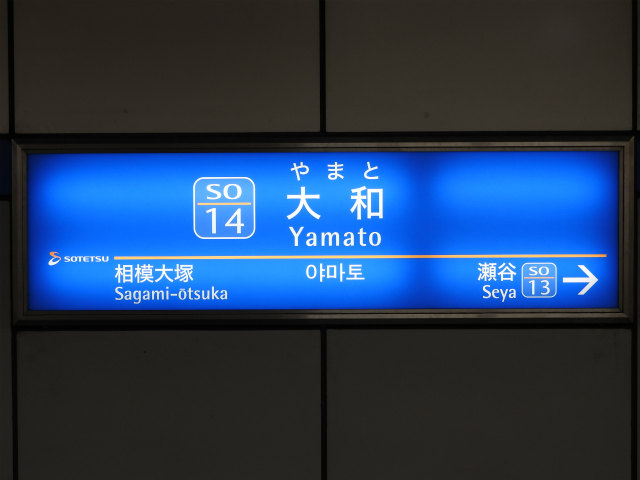 やまと
SO
14
大和
Yamato
SOTETSU
相模大塚
Sagami-ōtsuka
야마토
瀬谷
Seya
SO
13